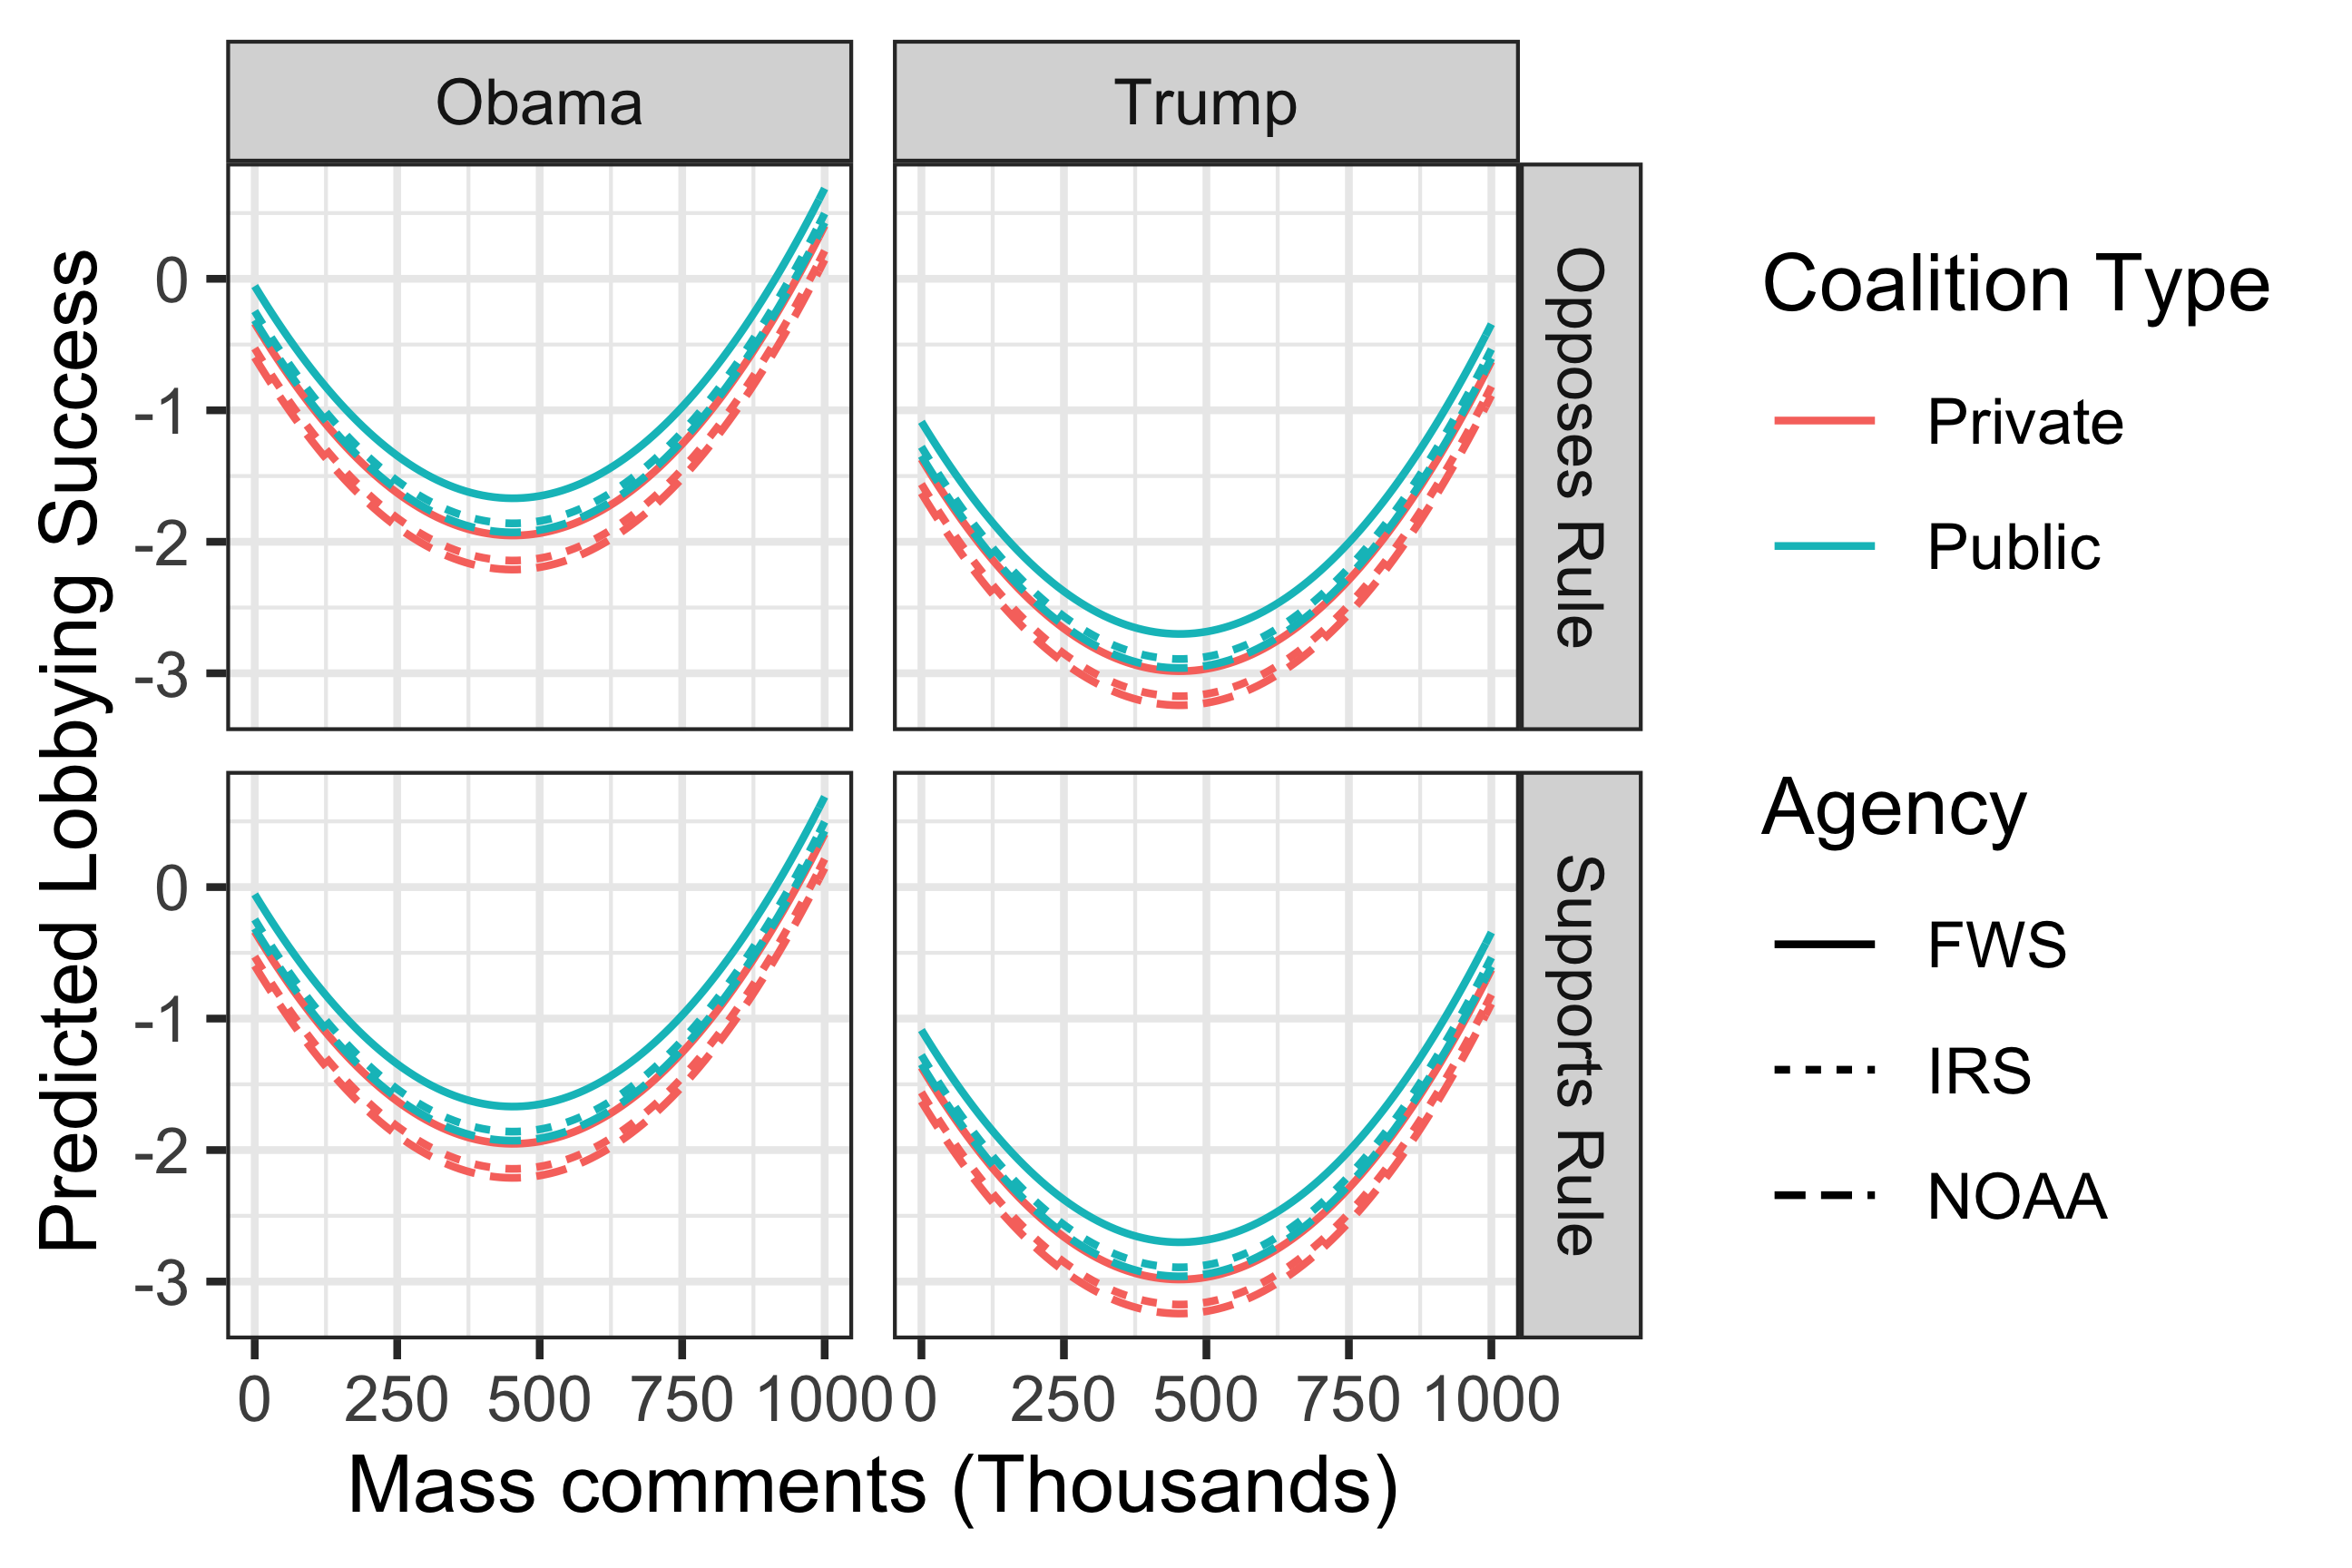 Obama
Trump
Predicted Lobbying Success
0
-1
-2
-3
Opposes Rule
0
-1
-2
-3
Supports Rule
0 250 500 750 1000
0 250 500 750 1000
Mass comments (Thousands)
Coalition Type
Private
Public
Agency
FWS
IRS
NOAA